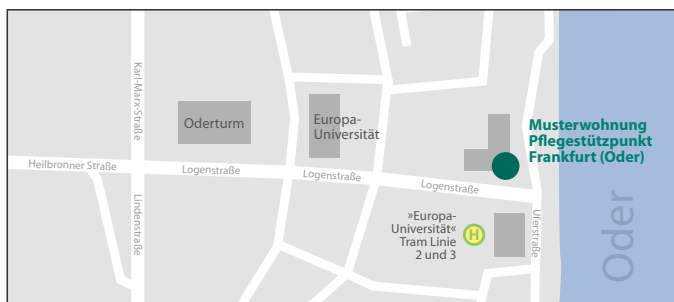 Karl-Marx-Straße
Oderturm
Europa-
Universität
Musterwohnung
Pflegestützpunkt
Frankfurt (Oder)
Heilbronner Straße
Logenstraße
Logenstraße
Logenstraße
Lindenstraße
»Europa-
Universität«
Tram Linie
2 und 3
H
Uferstraße
Oder